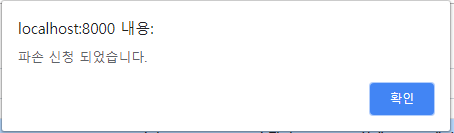 localhost:8000 내용:
파손 신청 되었습니다.
확인